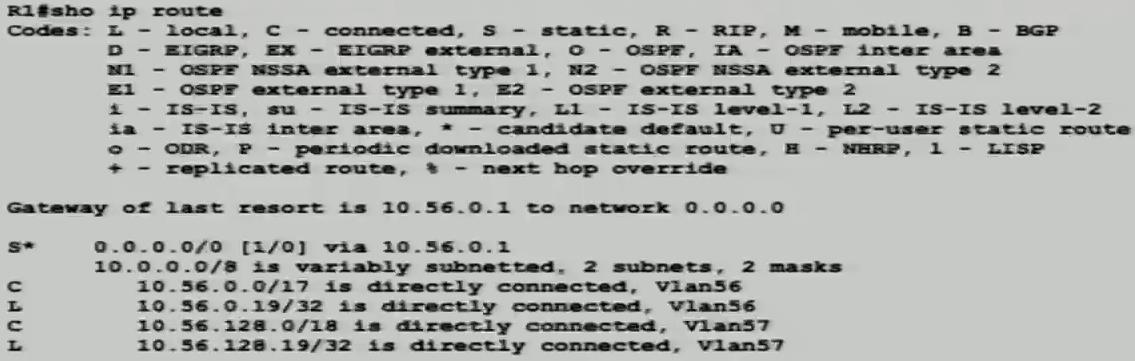 R1#sho ip route
Codes: L - local, C - connected, S - static, R - RIP, M - mobile, B - BGP
D - EIGRP, EX - EIGRP external, O - OSPF, IA - OSPF inter area
N1 - OSPF NSSA external type 1, N2 - OSPF NSSA external type 2
E1 - OSPF external type 1, E2 - OSPF external type 2
i - IS-IS, su - IS-IS summary, L1 - IS-IS level-1, L2 - IS-IS level-2
ia - IS-IS inter area, * - candidate default, U - per-user static route
o - ODR, P - periodic downloaded static route, H - NHRP, l - LISP
+ - replicated route, % - next hop override
Gateway of last resort is 10.56.0.1 to network 0.0.0.0
S* 0.0.0.0/0 [1/0] via 10.56.0.1
10.0.0.0/8 is variably subnetted, 2 subnets, 2 masks
C 10.56.0.0/17 is directly connected, Vlan56
L 10.56.0.19/32 is directly connected, Vlan56
C 10.56.128.0/18 is directly connected, Vlan57
L 10.56.128.19/32 is directly connected, Vlan57